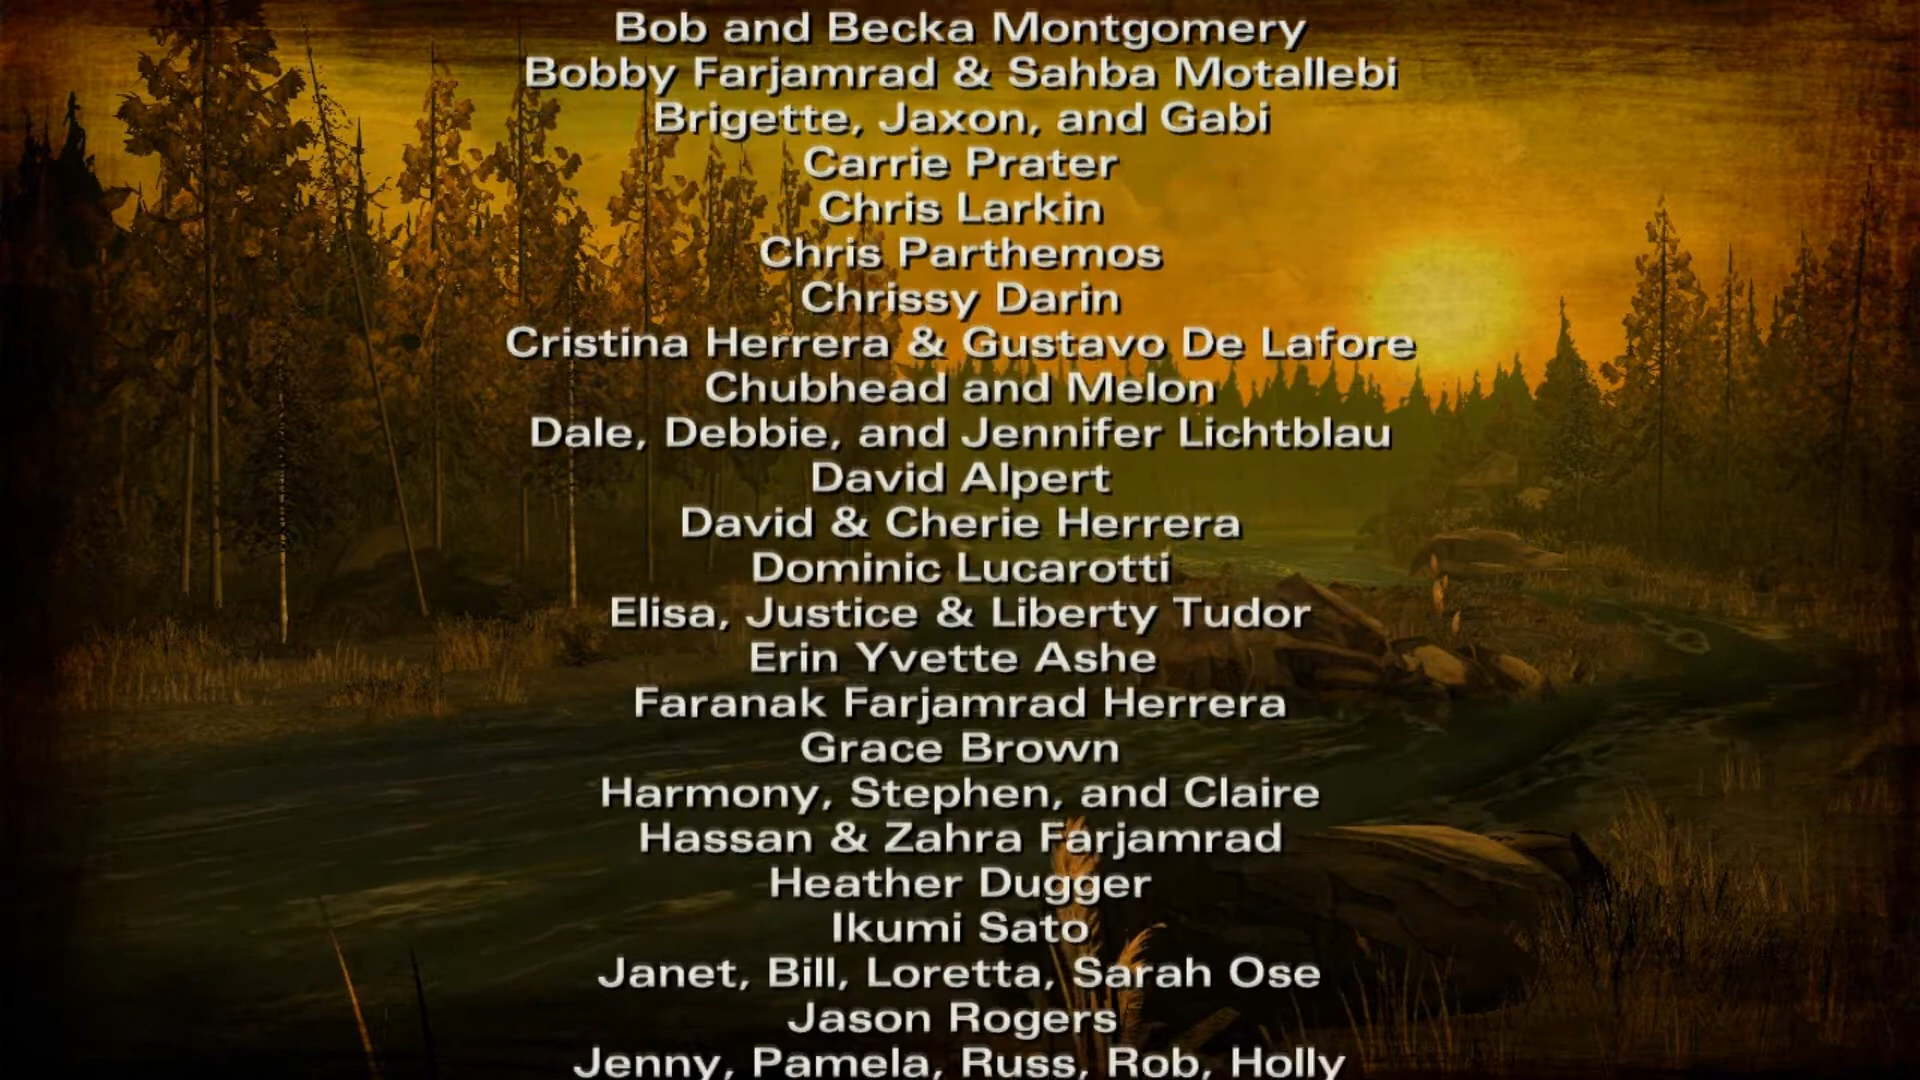 Bob and Becka Montgomery
Bobby Farjamrad & Sahba Motallebi
Brigette, Jaxon, and Gabi
Carrie Prater
Chris Larkin
Chris Parthemos
Chrissy Darin
Cristina Herrera & Gustavo De Lafore
Chubhead and Melon
Dale, Debbie, and Jennifer Lichtblau
David Alpert
David & Cherie Herrera
Dominic Lucarotti
Elisa, Justice & Liberty Tudor
Erin Yvette Ashe
Faranak Farjamrad Herrera
Grace Brown
Harmony, Stephen, and Claire
Hassan & Zahra Farjamrad
Heather Dugger
Ikumi Sato
Janet, Bill, Loretta, Sarah Ose
Jason Rogers
Jenny, Pamela, Russ, Rob, Holly